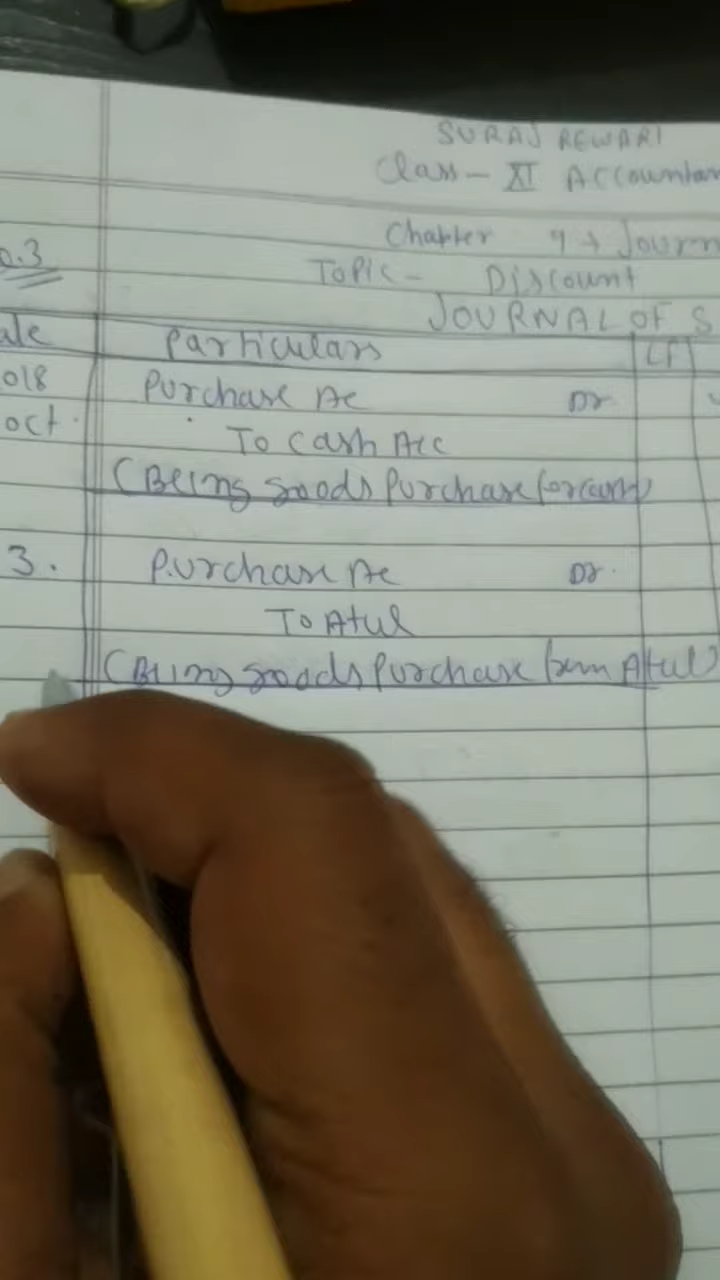 SURAJ REWARI
Class - XI Accountan
Chapter 9 → Journ
Topic - Discount
JOURNAL OF S
o.3
ate Particulars LF
018 Purchase Ac Dr
oct. To Cash Acc
(Being goods Purchase for cash)
3. Purchase Ac Dr.
To Atul
(Being goods Purchase from Atul)